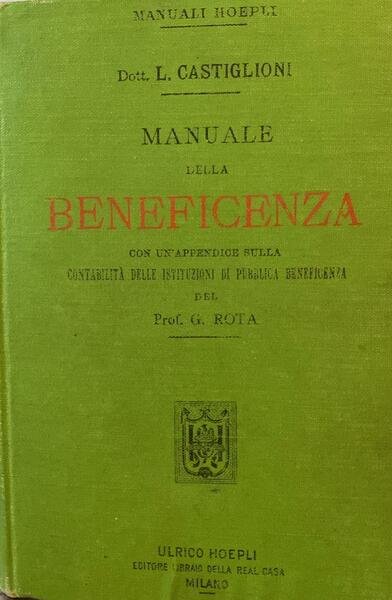 MANUALI HOEPLI
Dott. L. CASTIGLIONI
MANUALE
DELLA
BENEFICENZA
CON UN'APPENDICE SULLA
CONTABILITÀ DELLE ISTITUZIONI DI PUBBLICA BENEFICENZA
DEL
Prof. G. ROTA
ULRICO HOEPLI
EDITORE LIBRAIO DELLA REAL CASA
MILANO